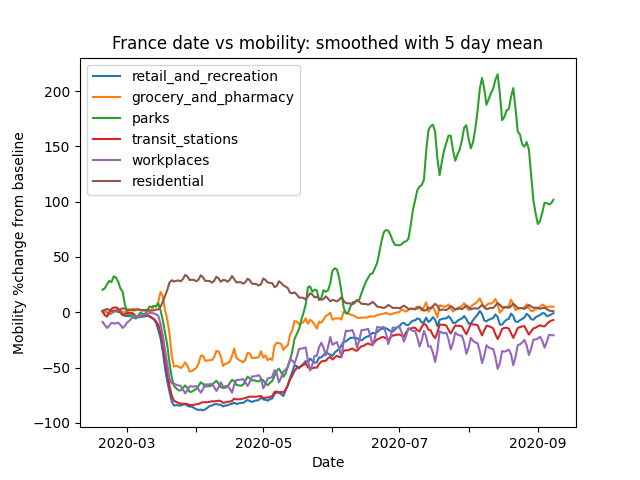 France date vs mobility: smoothed with 5 day mean
retail_and_recreation
grocery_and_pharmacy
parks
transit_stations
workplaces
residential
Mobility %change from baseline
200
150
100
50
0
−50
−100
2020-03
2020-05
2020-07
2020-09
Date